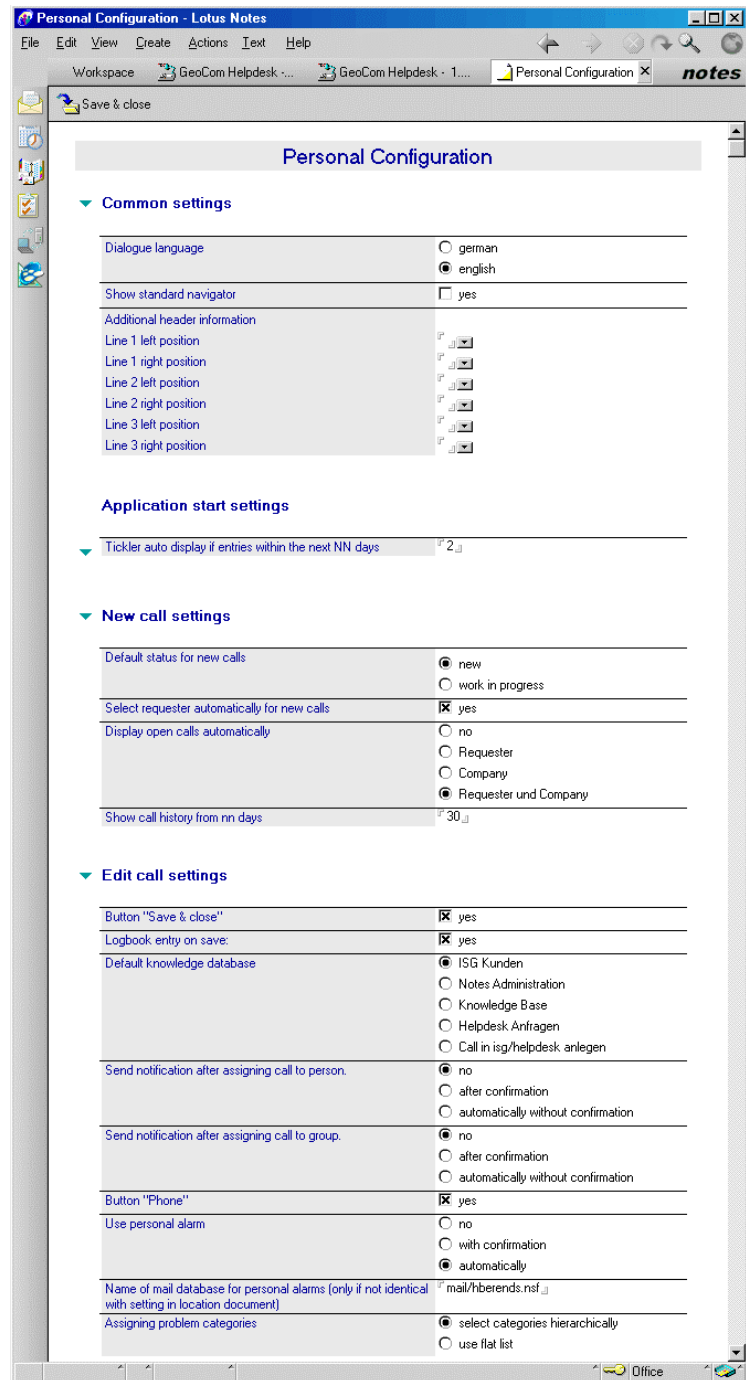 Personal Configuration - Lotus Notes
File Edit View Create Actions Text Help
Workspace GeoCom Helpdesk -... GeoCom Helpdesk - 1.... Personal Configuration notes
Save & close
Personal Configuration
Common settings
Dialogue language german
english
Show standard navigator yes
Additional header information
Line 1 left position
Line 1 right position
Line 2 left position
Line 2 right position
Line 3 left position
Line 3 right position
Application start settings
Tickler auto display if entries within the next NN days 2
New call settings
Default status for new calls new
work in progress
Select requester automatically for new calls yes
Display open calls automatically no
Requester
Company
Requester und Company
Show call history from nn days 30
Edit call settings
Button "Save & close" yes
Logbook entry on save: yes
Default knowledge database ISG Kunden
Notes Administration
Knowledge Base
Helpdesk Anfragen
Call in isg/helpdesk anlegen
Send notification after assigning call to person. no
after confirmation
automatically without confirmation
Send notification after assigning call to group. no
after confirmation
automatically without confirmation
Button "Phone" yes
Use personal alarm no
with confirmation
automatically
Name of mail database for personal alarms (only if not identical mail/hberends.nsf
with setting in location document)
Assigning problem categories select categories hierarchically
use flat list
Office